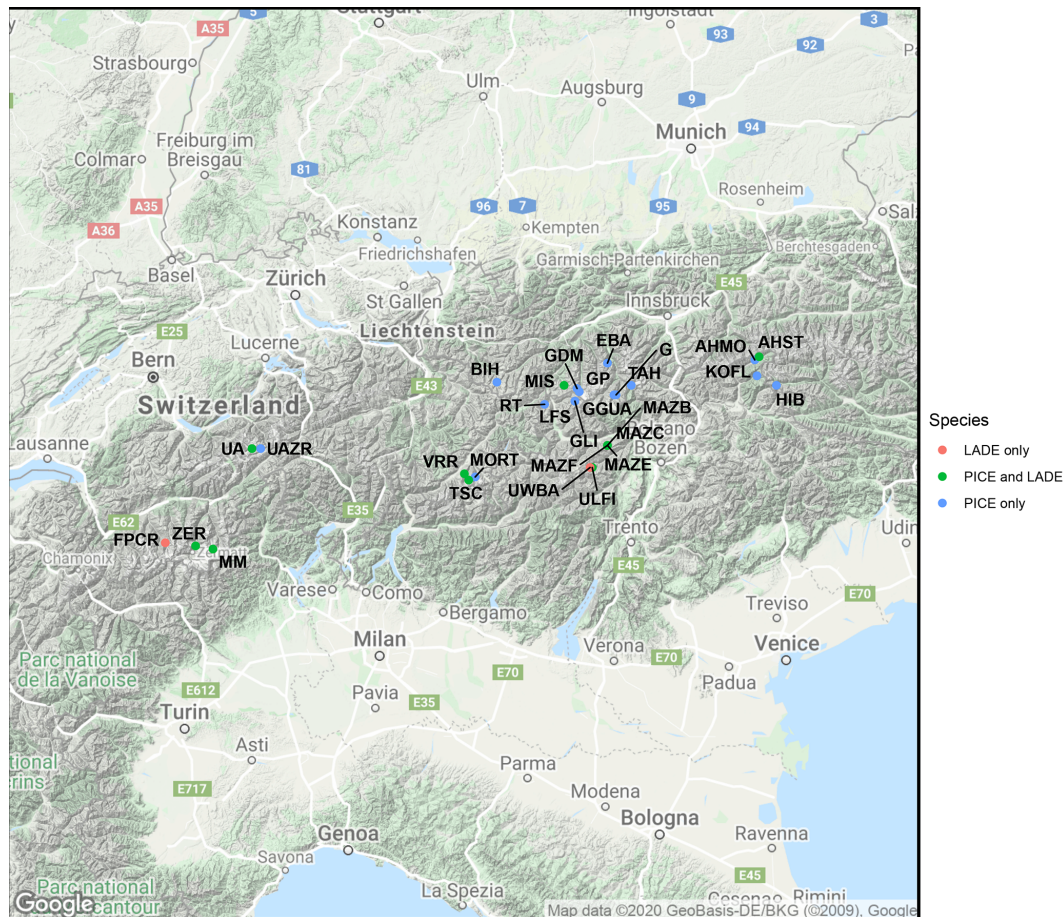 Stuttgart
Ingolstadt
5
A35
3
93
92
Strasbourg
Ulm
Augsburg
9
Munich
94
Freiburg im
Breisgau
Colmar
81
Rosenheim
A35
96
7
95
A36
Konstanz
Kempten
Friedrichshafen
Berchtesgaden
Garmisch-Partenkirchen
Basel
Zürich
St Gallen
E45
Innsbruck
E25
Liechtenstein
Lucerne
Bern
EBA
G
AHMO
AHST
GDM
BIH
MIS
GP
TAH
KOFL
E43
Switzerland
RT
LFS
GGUA
MAZB
HIB
GLI
MAZC
Lausanne
UA
UAZR
Bozen
VRR
MORT
MAZF
MAZE
TSC
UWBA
ULFI
E35
E62
Trento
FPCR
ZER
Chamonix
MM
E45
Varese
Como
E70
Bergamo
Treviso
Milan
Verona
Venice
E70
Parc national
de la Vanoise
E70
Padua
E612
Pavia
E35
Turin
Asti
Parma
E717
Modena
Bologna
Genoa
Ravenna
Savona
E45
Parc national
La Spezia
Rimini
Google
Map data ©2020 GeoBasis-DE/BKG (©2009), Google
Species
LADE only
PICE and LADE
PICE only